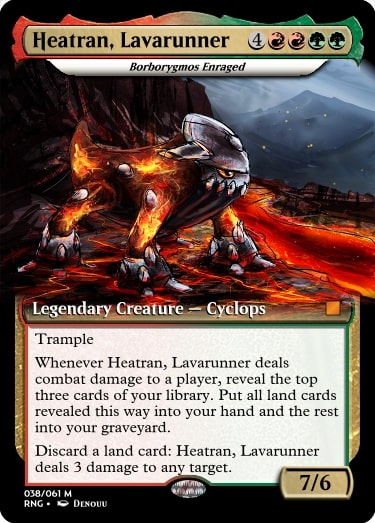 Heatran, Lavarunner 4
Borborygmos Enraged
Legendary Creature — Cyclops
Trample
Whenever Heatran, Lavarunner deals
combat damage to a player, reveal the top
three cards of your library. Put all land cards
revealed this way into your hand and the rest
into your graveyard.
Discard a land card: Heatran, Lavarunner
deals 3 damage to any target.
7/6
038/061 M
RNG • Denouu